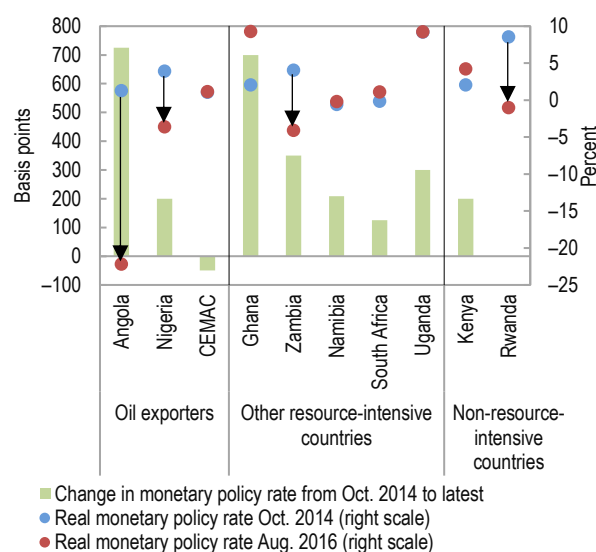 800
700
600
500
400
300
200
100
0
–100
Basis points
10
5
0
–5
–10
–15
–20
–25
Percent
Angola
Nigeria
CEMAC
Ghana
Zambia
Namibia
South Africa
Uganda
Kenya
Rwanda
Oil exporters
Other resource-intensive
countries
Non-resource-
intensive
countries
Change in monetary policy rate from Oct. 2014 to latest
Real monetary policy rate Oct. 2014 (right scale)
Real monetary policy rate Aug. 2016 (right scale)